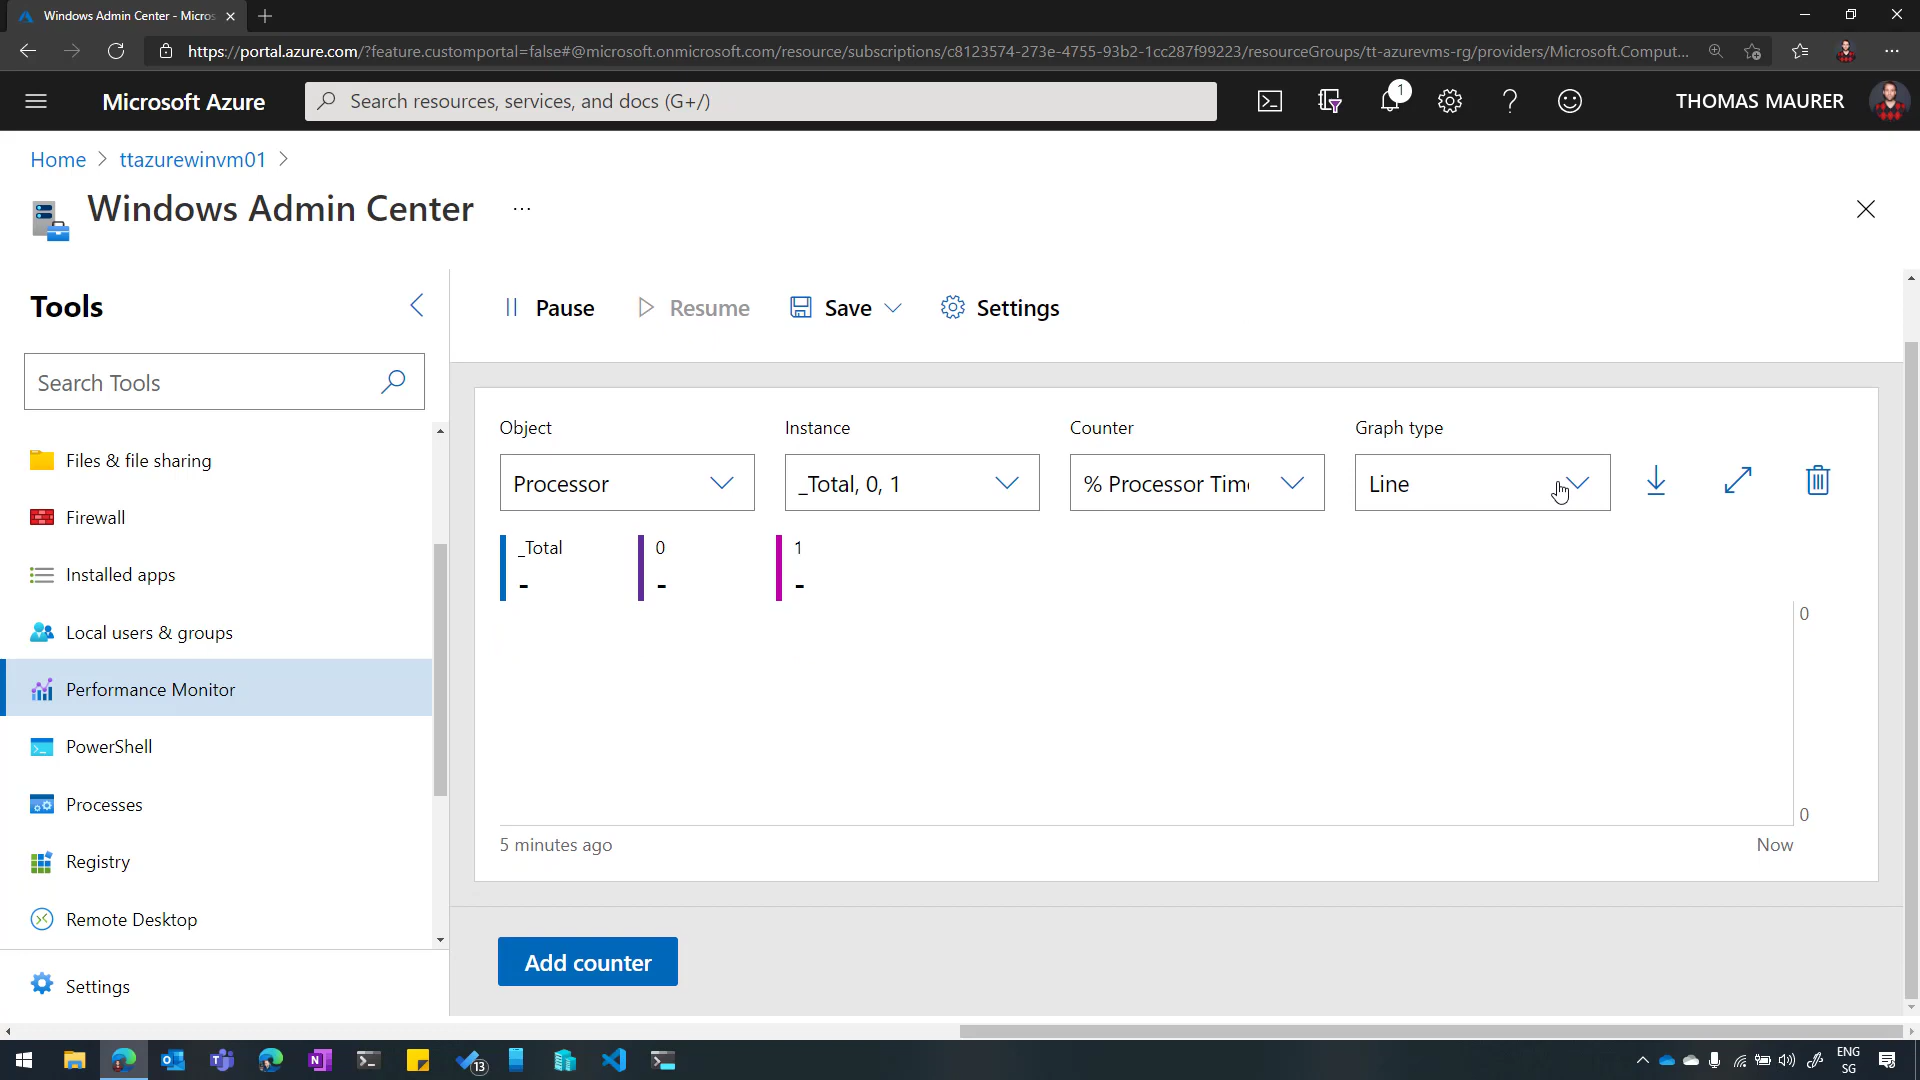 Windows Admin Center - Micros
https://portal.azure.com/?feature.customportal=false#@microsoft.onmicrosoft.com/resource/subscriptions/c8123574-273e-4755-93b2-1cc287f99223/resourceGroups/tt-azurevms-rg/providers/Microsoft.Comput...
Microsoft Azure
Search resources, services, and docs (G+/)
1
THOMAS MAURER
Home > ttazurewinvm01 >
Windows Admin Center ...
Tools
Pause
Resume
Save
Settings
Search Tools
Files & file sharing
Firewall
Installed apps
Local users & groups
Performance Monitor
PowerShell
Processes
Registry
Remote Desktop
Settings
Object
Instance
Counter
Graph type
Processor
_Total, 0, 1
% Processor Tim
Line
_Total
-
0
-
1
-
0
0
5 minutes ago
Now
Add counter
13
ENG
SG